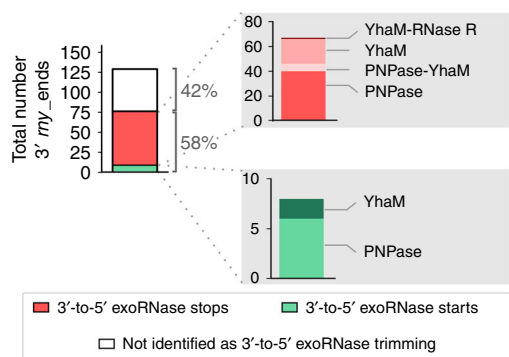 Total number
3′ rny_ends
150
125
100
75
50
25
0
42%
58%
80
60
40
20
0
YhaM-RNase R
YhaM
PNPase-YhaM
PNPase
10
5
0
YhaM
PNPase
3′-to-5′ exoRNase stops
3′-to-5′ exoRNase starts
Not identified as 3′-to-5′ exoRNase trimming